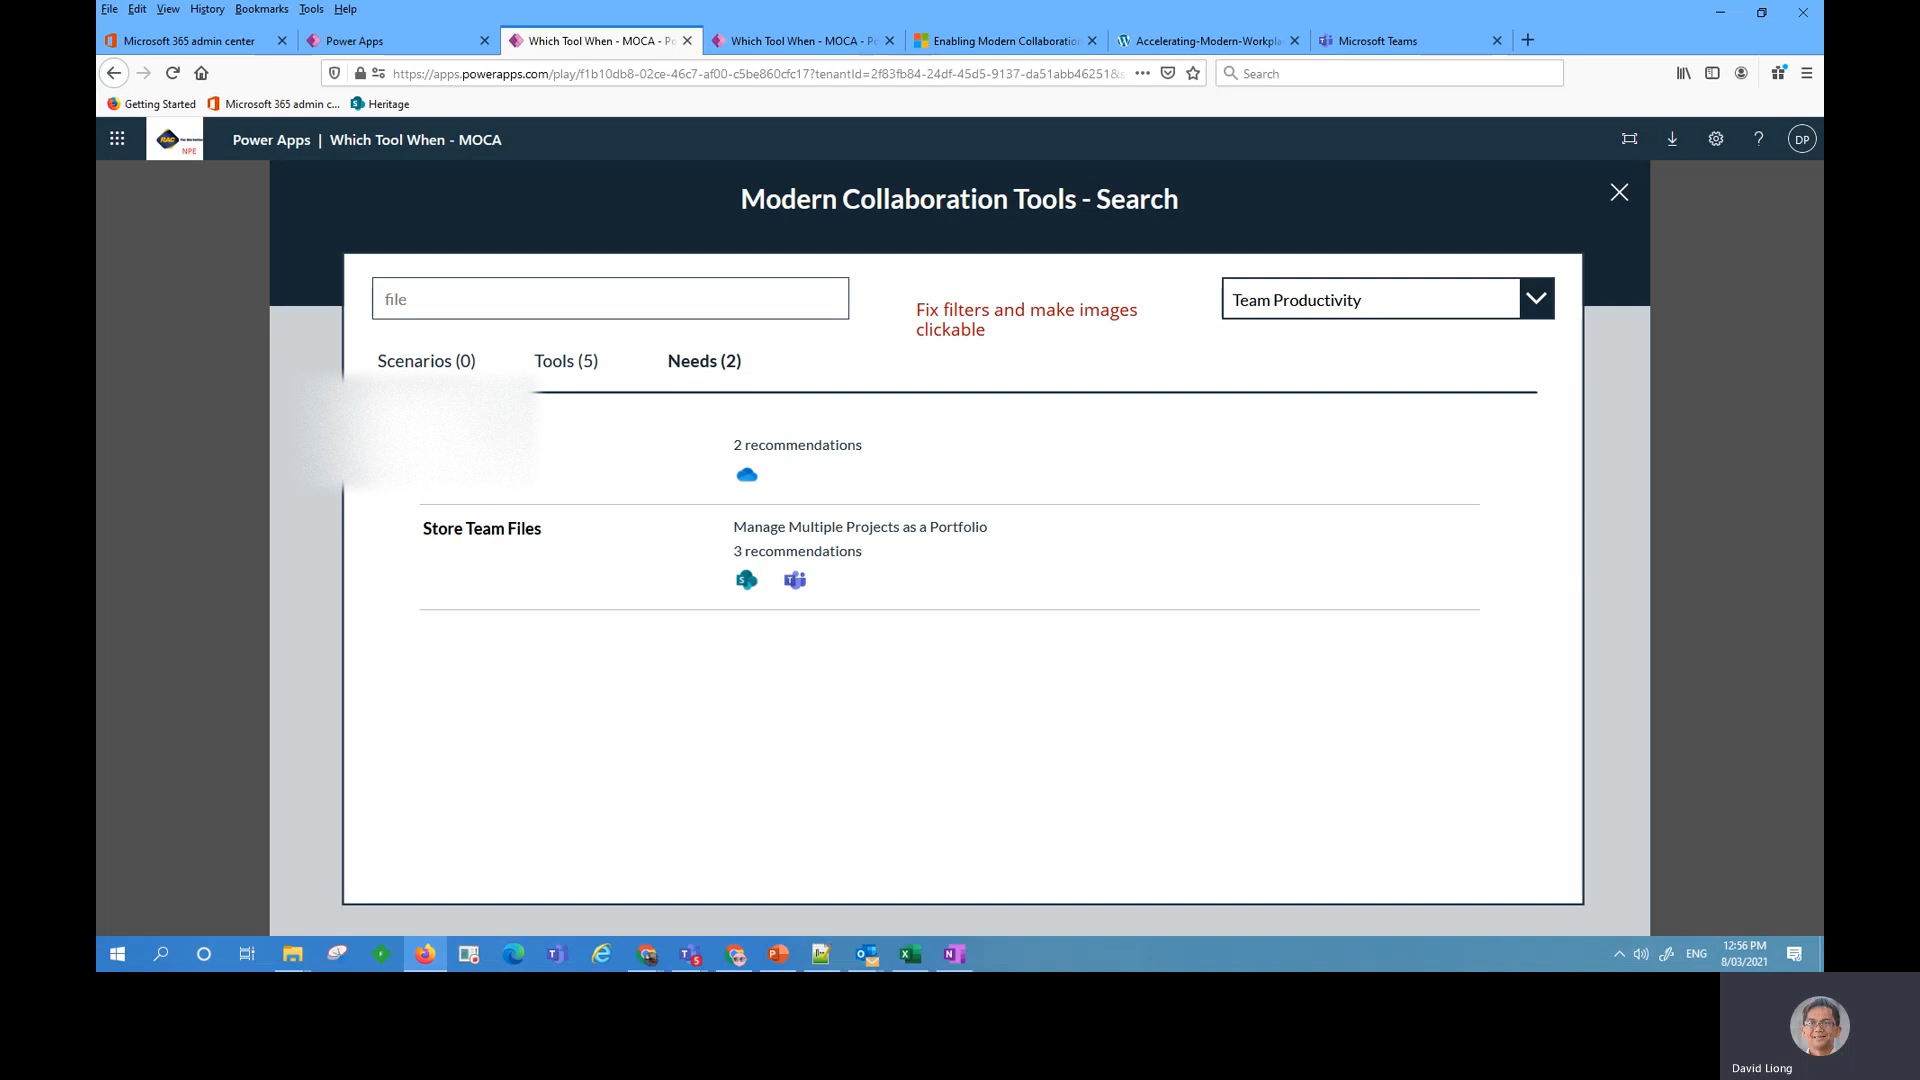 File Edit View History Bookmarks Tools Help
Microsoft 365 admin center
Power Apps
Which Tool When - MOCA - Po
Which Tool When - MOCA - Po
Enabling Modern Collaboration
Accelerating-Modern-Workpla
Microsoft Teams
https://apps.powerapps.com/play/f1b10db8-02ce-46c7-af00-c5be860cfc17?tenantId=2f83fb84-24df-45d5-9137-da51abb46251&s
Search
Getting Started
Microsoft 365 admin c...
Heritage
RAC
NPE
Power Apps | Which Tool When - MOCA
DP
Modern Collaboration Tools - Search
file
Fix filters and make images
clickable
Team Productivity
Scenarios (0)
Tools (5)
Needs (2)
2 recommendations
Store Team Files
Manage Multiple Projects as a Portfolio
3 recommendations
ENG
12:56 PM
8/03/2021
David Liong